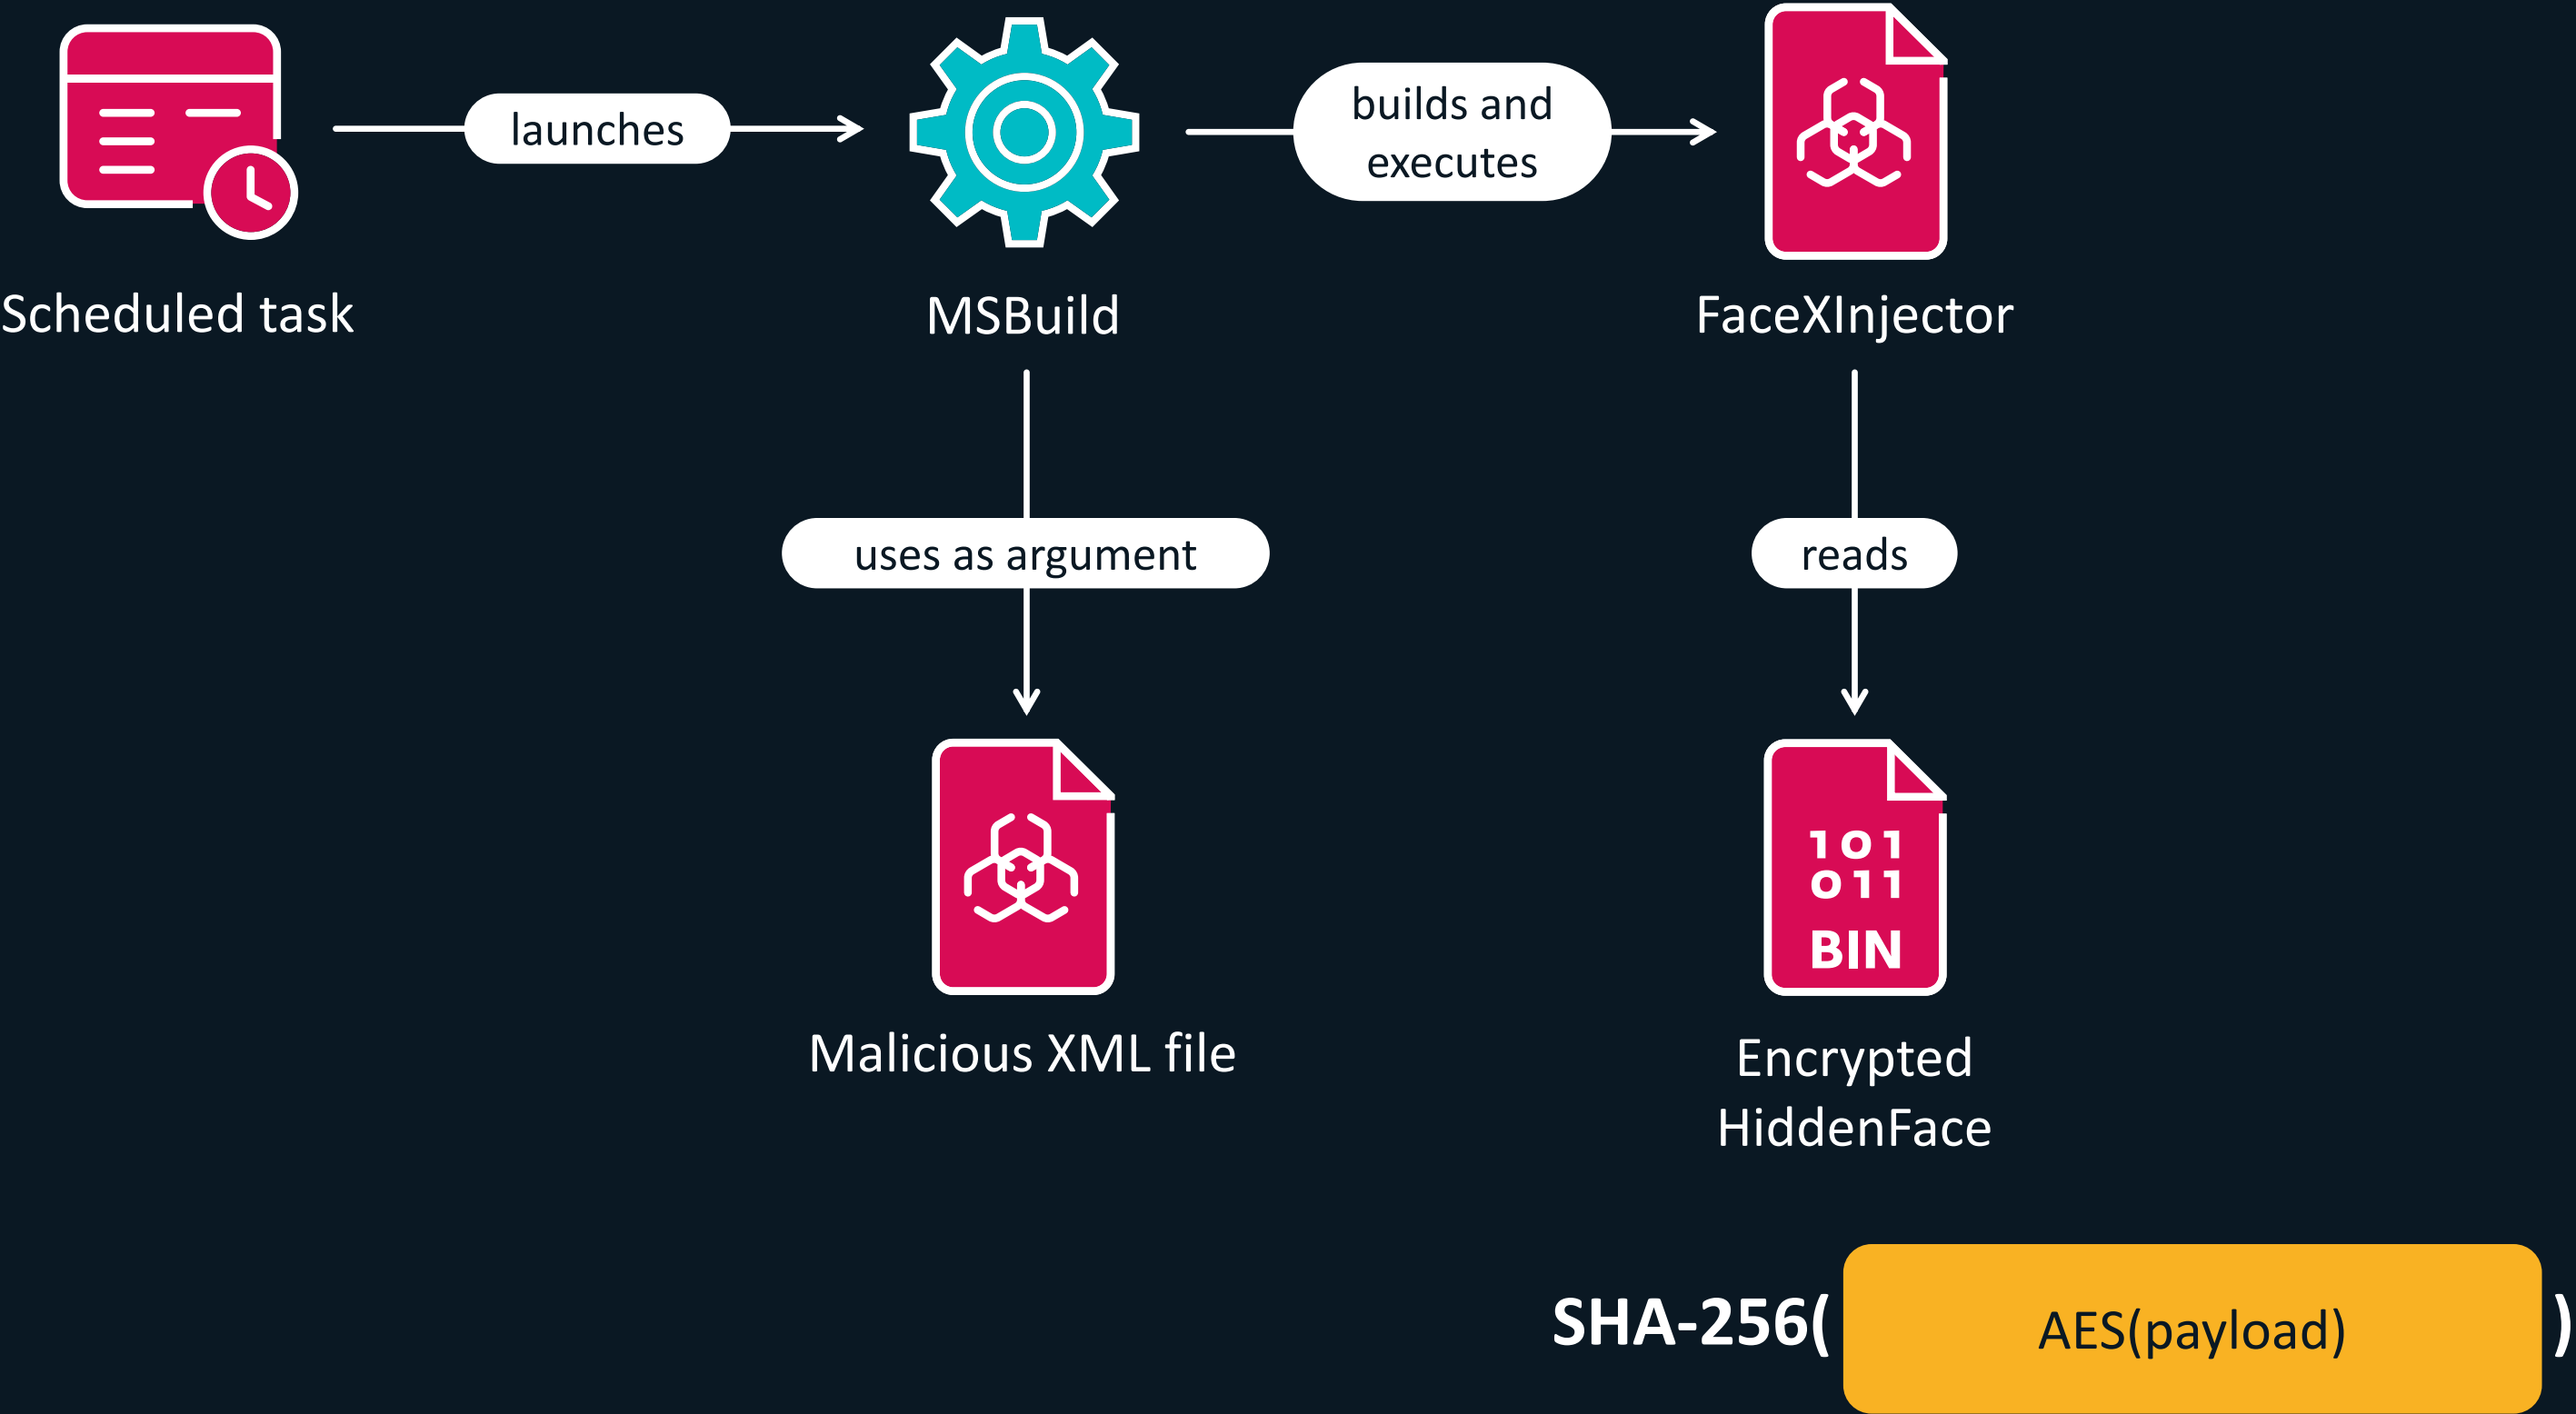 launches
builds and
executes
Scheduled task
MSBuild
FaceXInjector
uses as argument
reads
101
011
BIN
Malicious XML file
Encrypted
HiddenFace
SHA-256( AES(payload) )